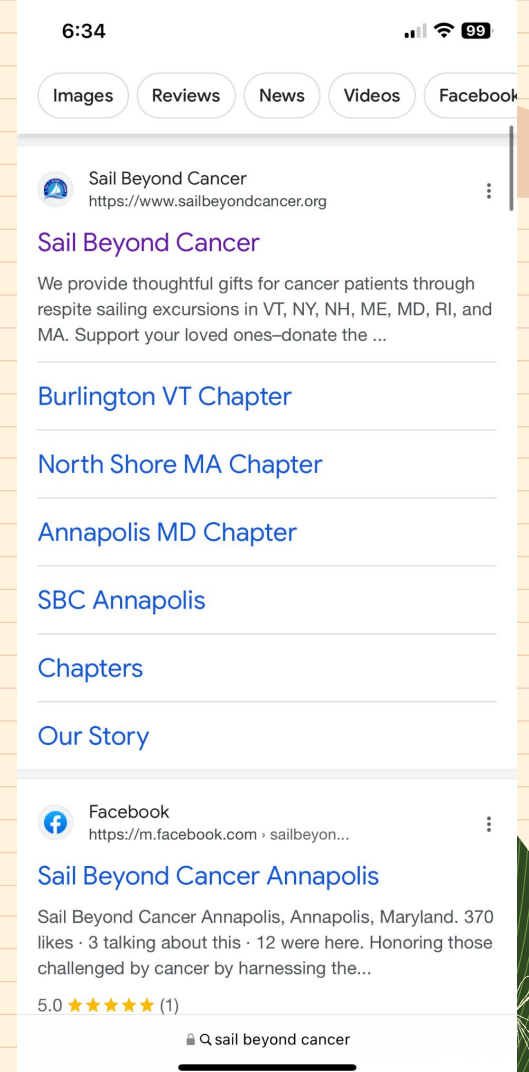 6:34
99
Images
Reviews
News
Videos
Facebook
Sail Beyond Cancer
https://www.sailbeyondcancer.org
Sail Beyond Cancer
We provide thoughtful gifts for cancer patients through
respite sailing excursions in VT, NY, NH, ME, MD, RI, and
MA. Support your loved ones–donate the ...
Burlington VT Chapter
North Shore MA Chapter
Annapolis MD Chapter
SBC Annapolis
Chapters
Our Story
Facebook
https://m.facebook.com › sailbeyon...
Sail Beyond Cancer Annapolis
Sail Beyond Cancer Annapolis, Annapolis, Maryland. 370
likes · 3 talking about this · 12 were here. Honoring those
challenged by cancer by harnessing the...
5.0 ★★★★★ (1)
sail beyond cancer